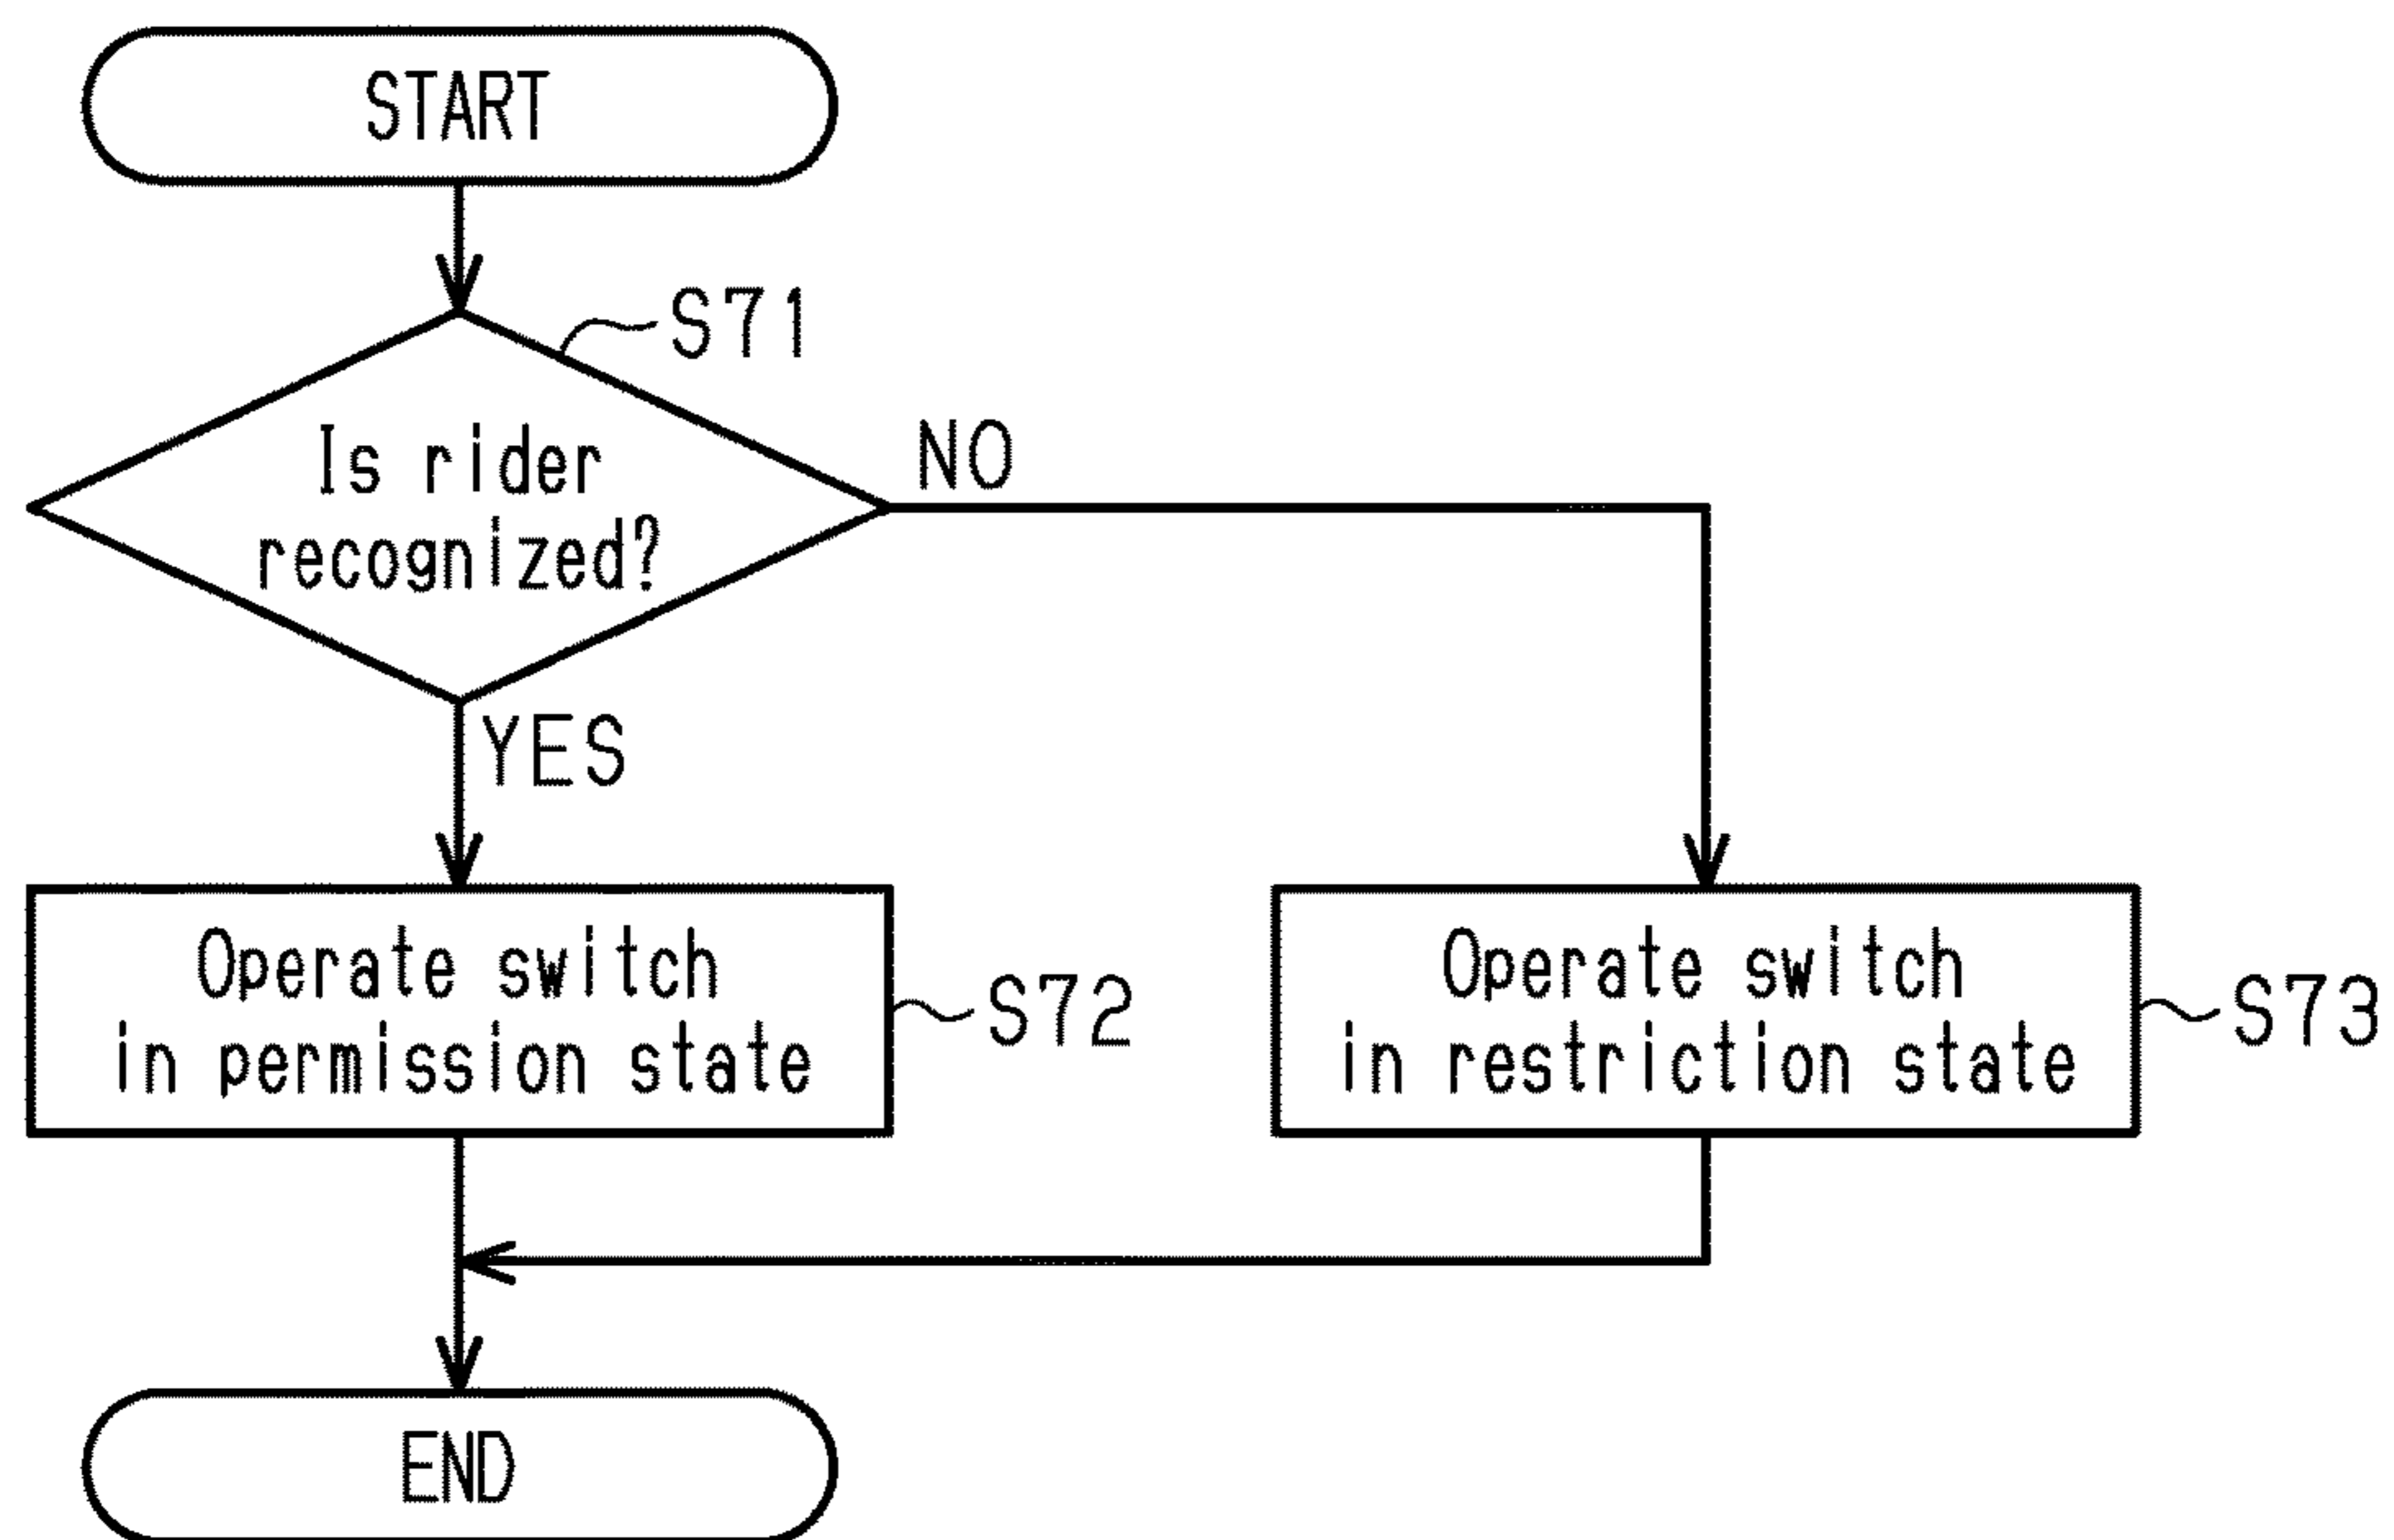 START
S71
Is rider
recognized?
NO
YES
Operate switch
in permission state
S72
Operate switch
in restriction state
S73
END